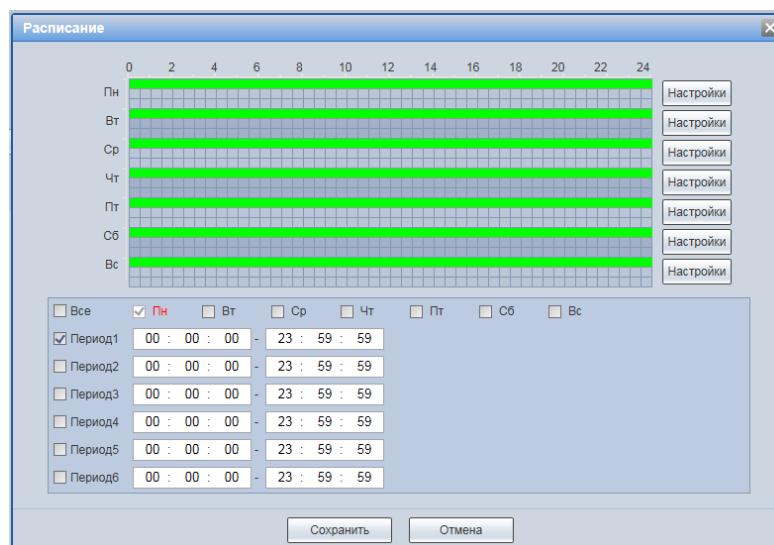 Расписание
0 2 4 6 8 10 12 14 16 18 20 22 24
Пн Настройки
Вт Настройки
Ср Настройки
Чт Настройки
Пт Настройки
Сб Настройки
Вс Настройки
Все Пн Вт Ср Чт Пт Сб Вс
Период1 00 : 00 : 00 - 23 : 59 : 59
Период2 00 : 00 : 00 - 23 : 59 : 59
Период3 00 : 00 : 00 - 23 : 59 : 59
Период4 00 : 00 : 00 - 23 : 59 : 59
Период5 00 : 00 : 00 - 23 : 59 : 59
Период6 00 : 00 : 00 - 23 : 59 : 59
Сохранить Отмена